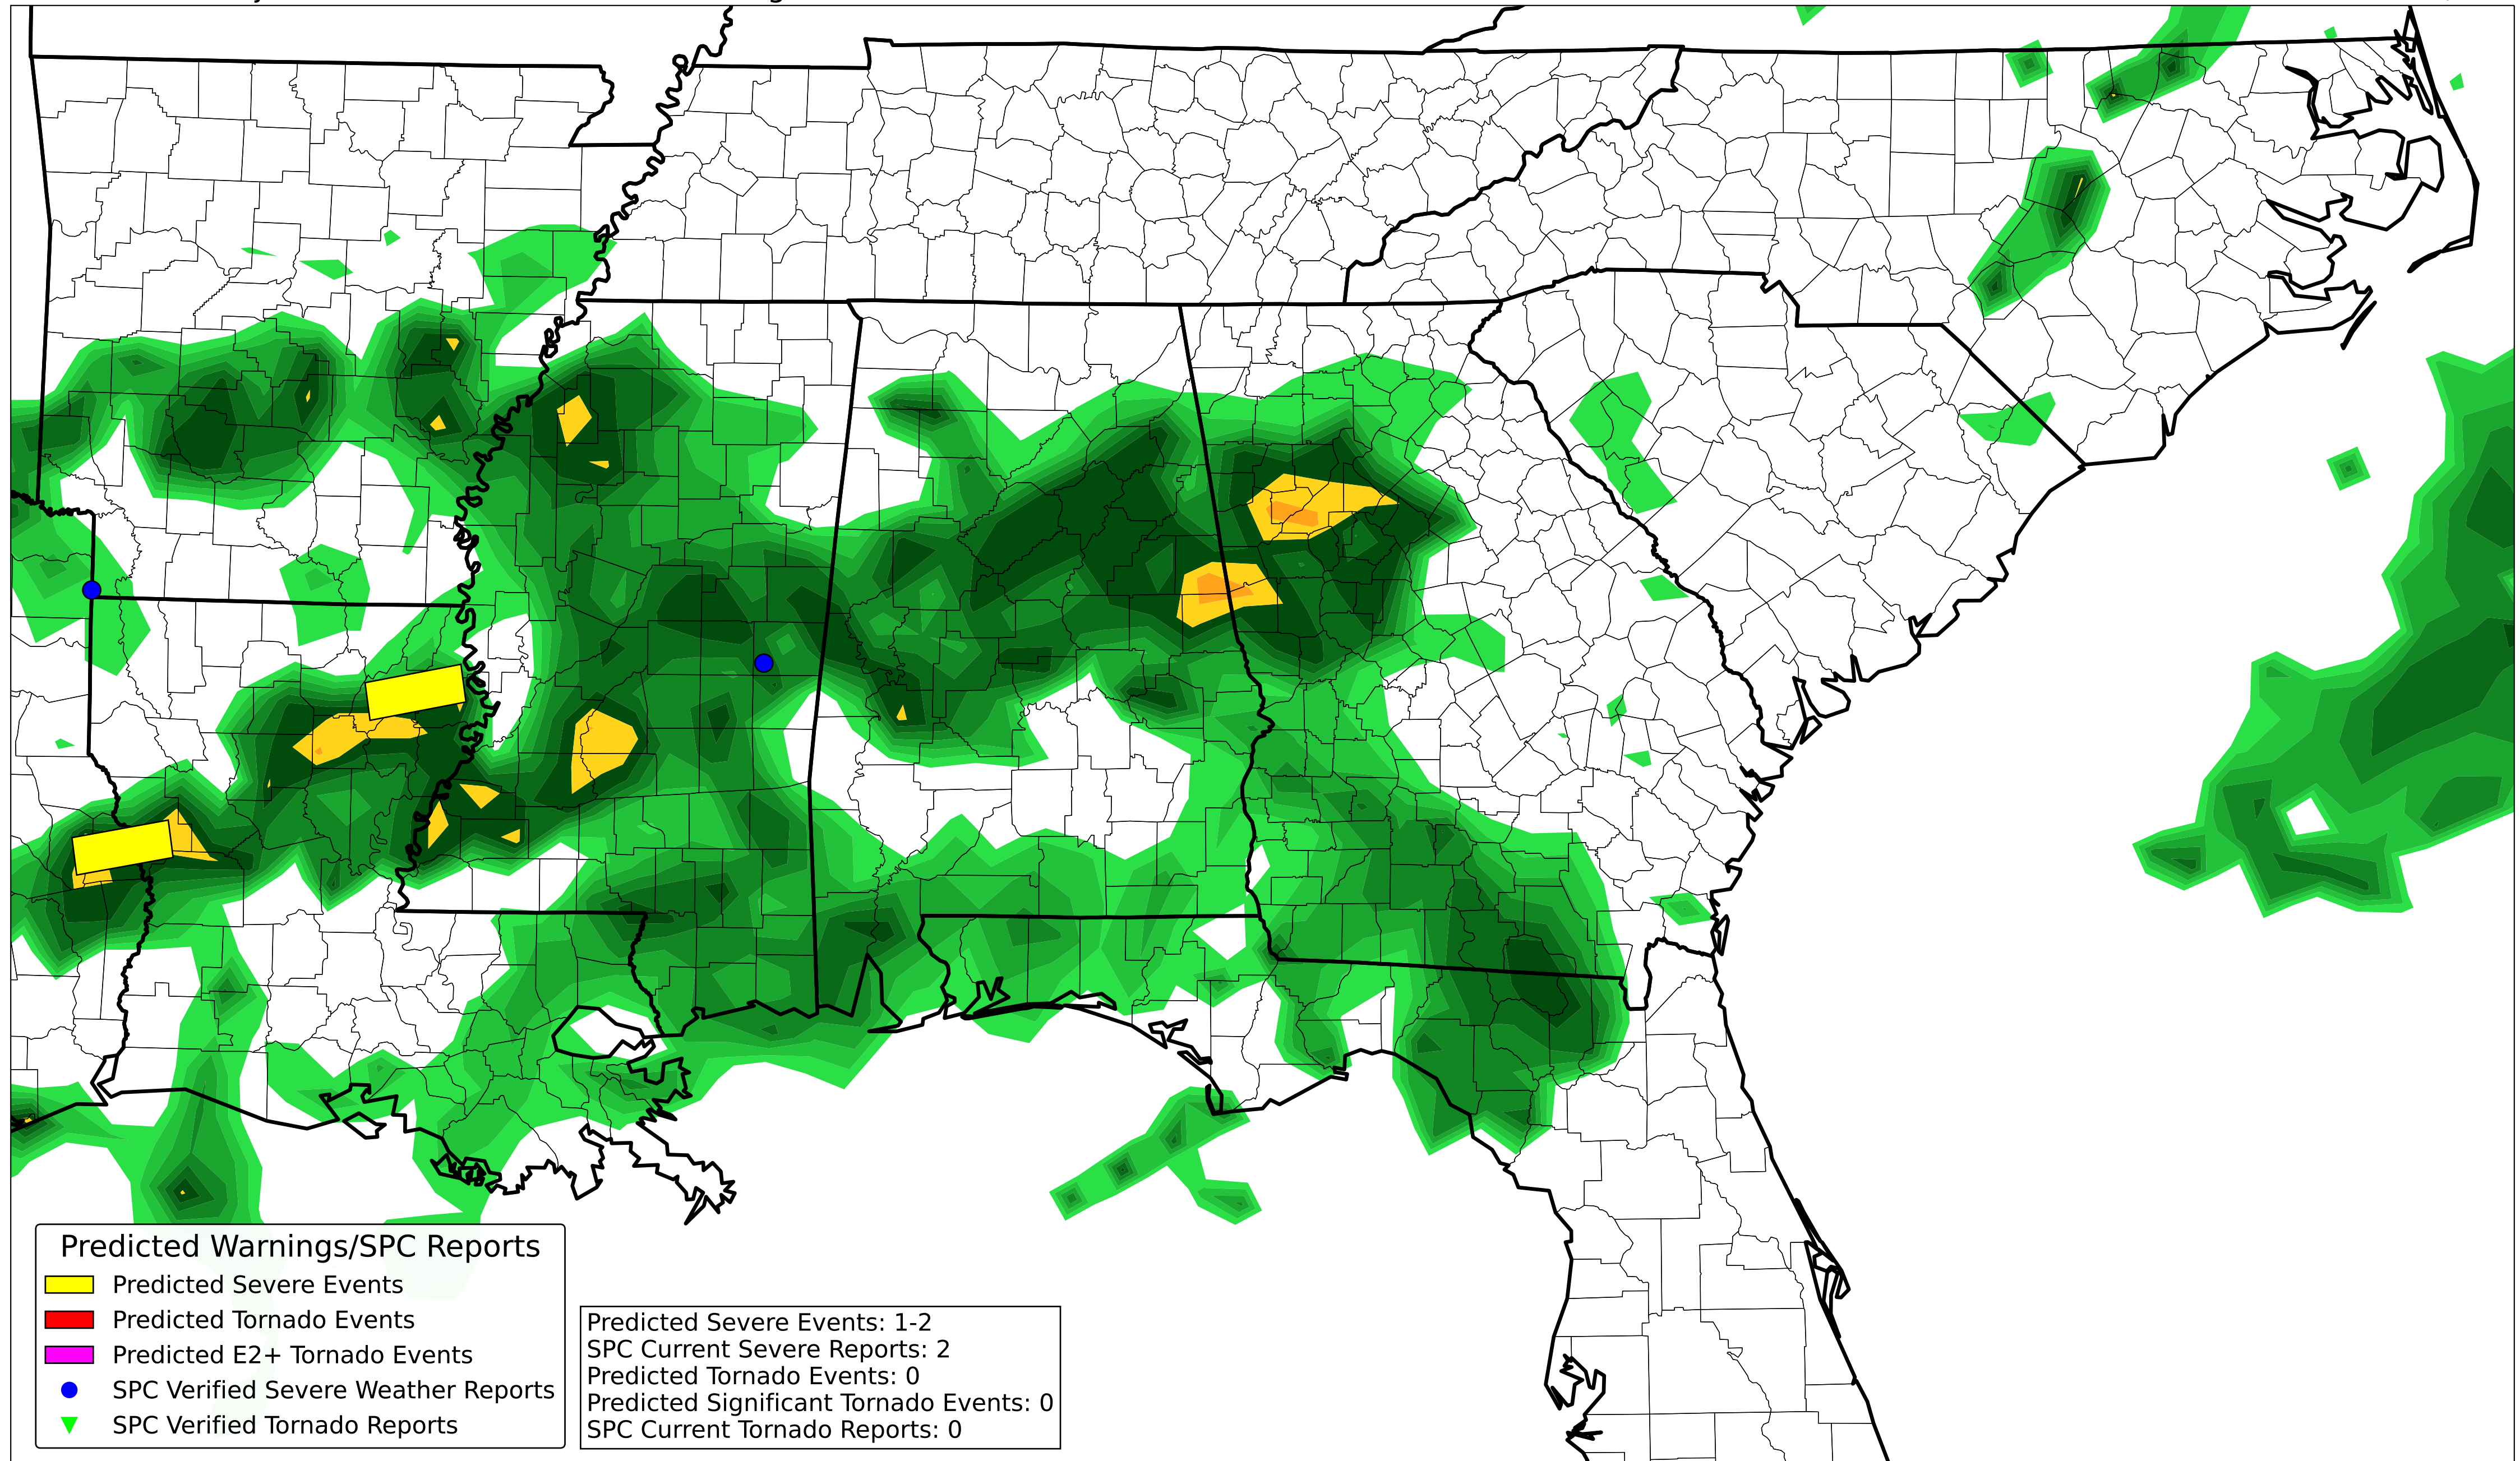 Predicted Warnings/SPC Reports
Predicted Severe Events
Predicted Tornado Events
Predicted E2+ Tornado Events
SPC Verified Severe Weather Reports
SPC Verified Tornado Reports
Predicted Severe Events: 1-2
SPC Current Severe Reports: 2
Predicted Tornado Events: 0
Predicted Significant Tornado Events: 0
SPC Current Tornado Reports: 0